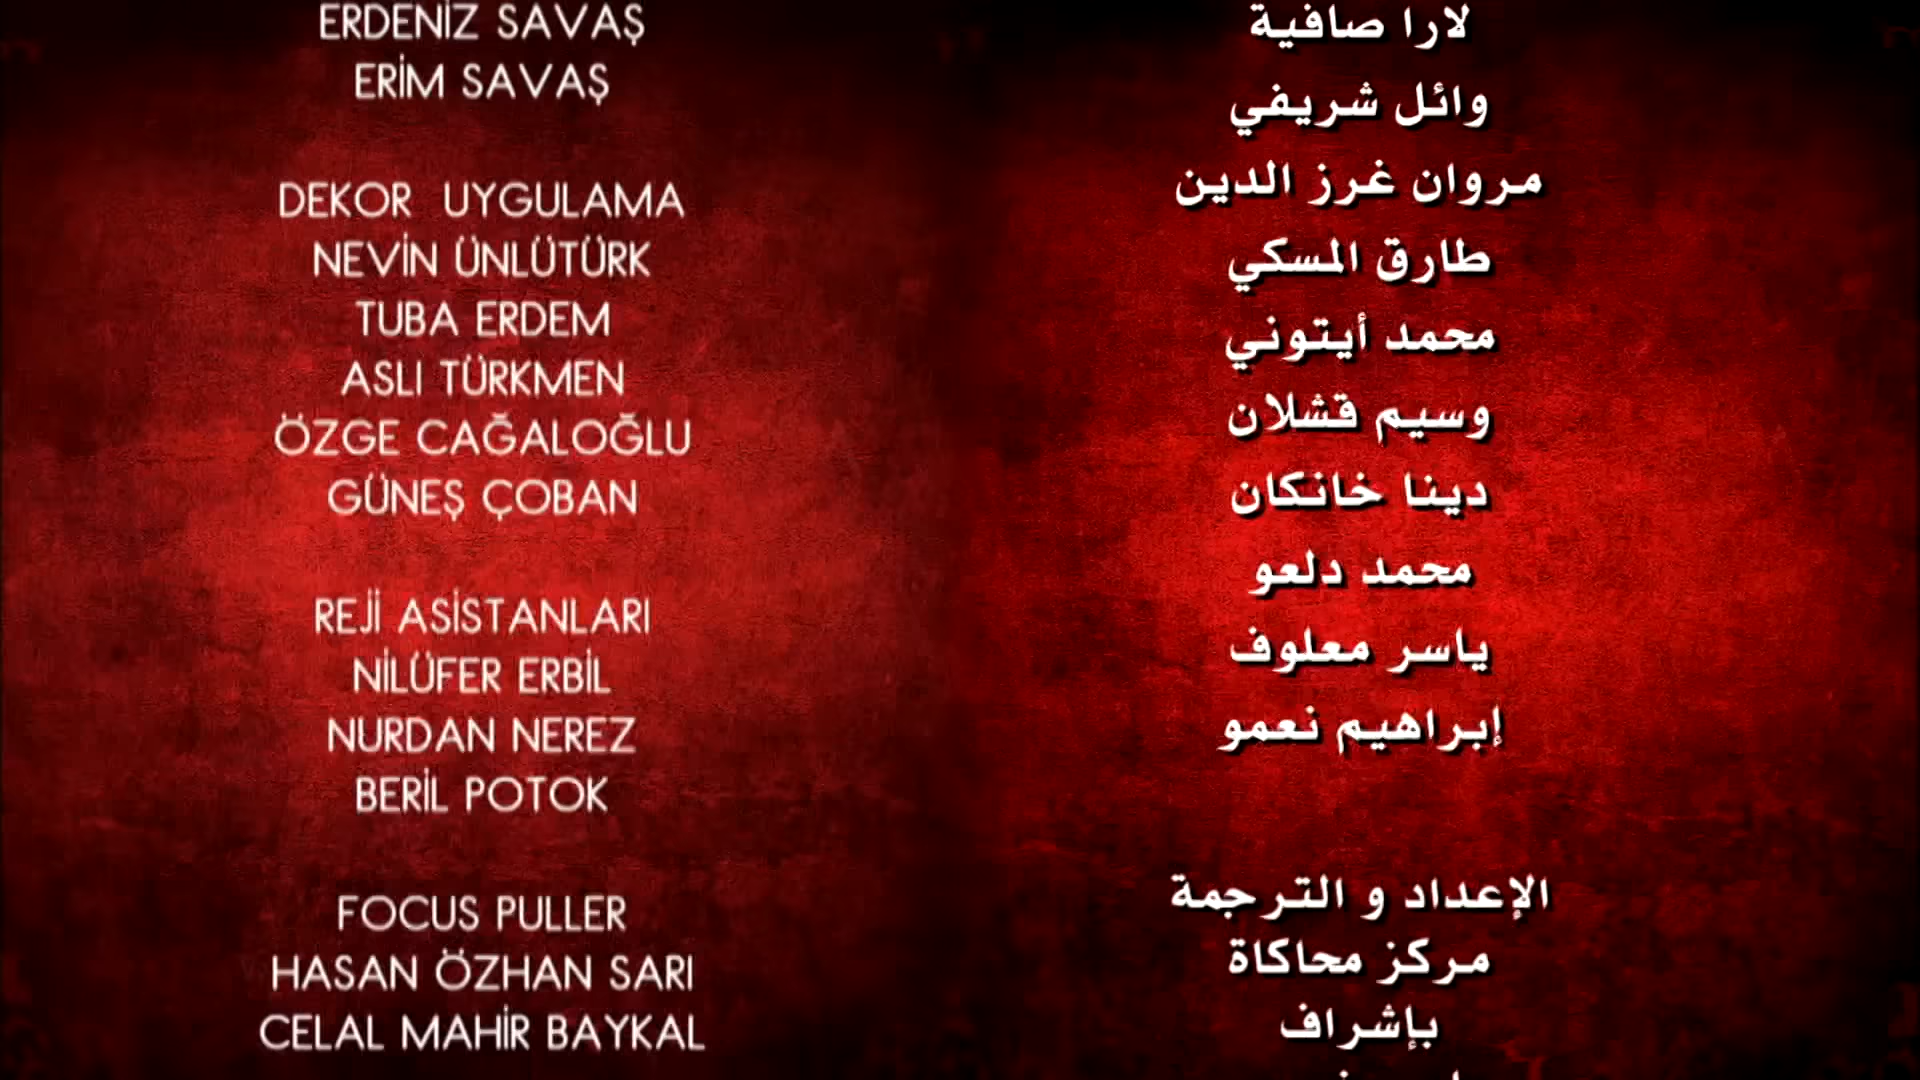 ERDENİZ SAVAŞ
ERİM SAVAŞ
DEKOR UYGULAMA
NEVİN ÜNLÜTÜRK
TUBA ERDEM
ASLI TÜRKMEN
ÖZGE CAĞALOĞLU
GÜNEŞ ÇOBAN
REJİ ASİSTANLARI
NİLÜFER ERBİL
NURDAN NEREZ
BERİL POTOK
FOCUS PULLER
HASAN ÖZHAN SARI
CELAL MAHİR BAYKAL
لارا صافية
وائل شريفي
مروان غرز الدين
طارق المسكي
محمد أيتوني
وسيم قشلان
دينا خانكان
محمد دلعو
ياسر معلوف
إبراهيم نعمو
الإعداد و الترجمة
مركز محاكاة
بإشراف